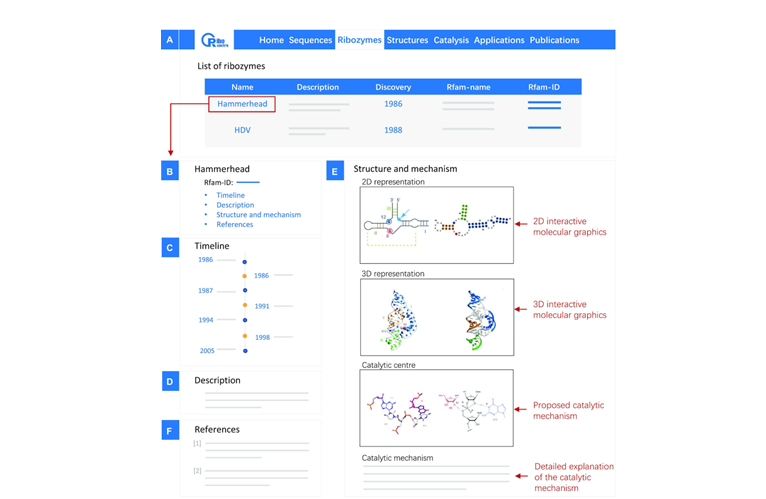 A
Ribo
centre
Home Sequences Ribozymes Structures Catalysis Applications Publications
List of ribozymes
Name Description Discovery Rfam-name Rfam-ID
Hammerhead 1986
HDV 1988
B
Hammerhead
Rfam-ID:
• Timeline
• Description
• Structure and mechanism
• References
C
Timeline
1986
1986
1987
1991
1994
1998
2005
D
Description
F
References
[1]
[2]
E
Structure and mechanism
2D representation
2D interactive
molecular graphics
3D representation
3D interactive
molecular graphics
Catalytic centre
Proposed catalytic
mechanism
Catalytic mechanism
Detailed explanation
of the catalytic
mechanism